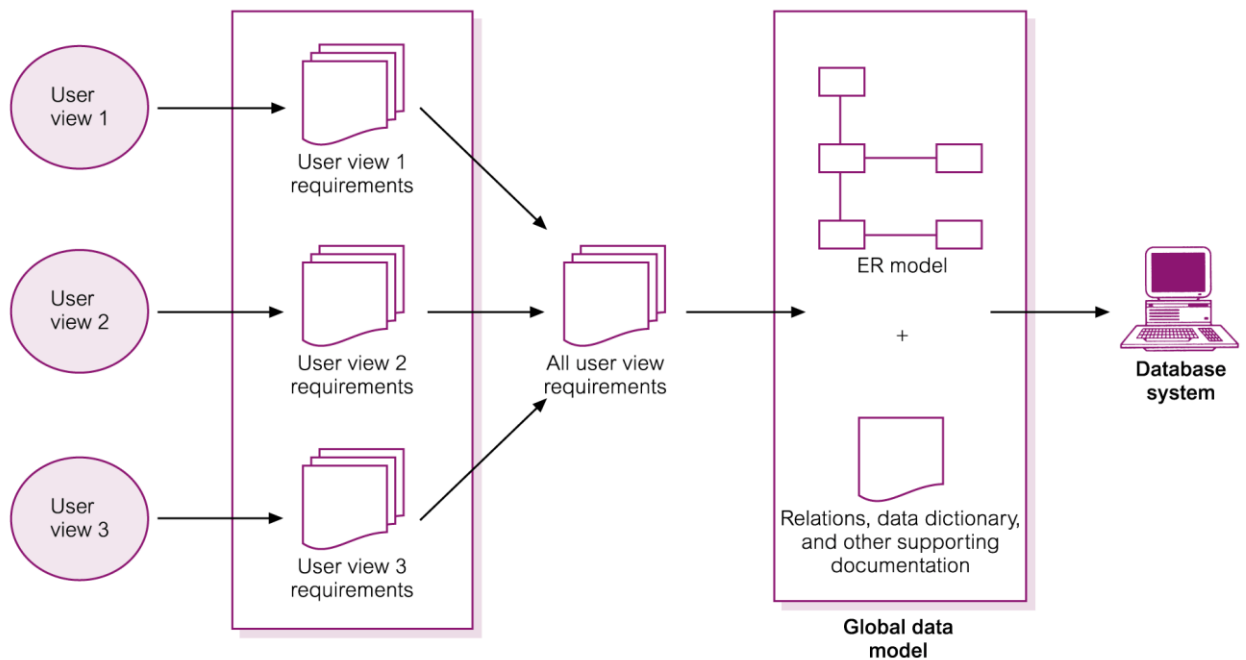 User
view 1
User view 1
requirements
User
view 2
User view 2
requirements
User
view 3
User view 3
requirements
All user view
requirements
ER model
+
Relations, data dictionary,
and other supporting
documentation
Global data
model
Database
system